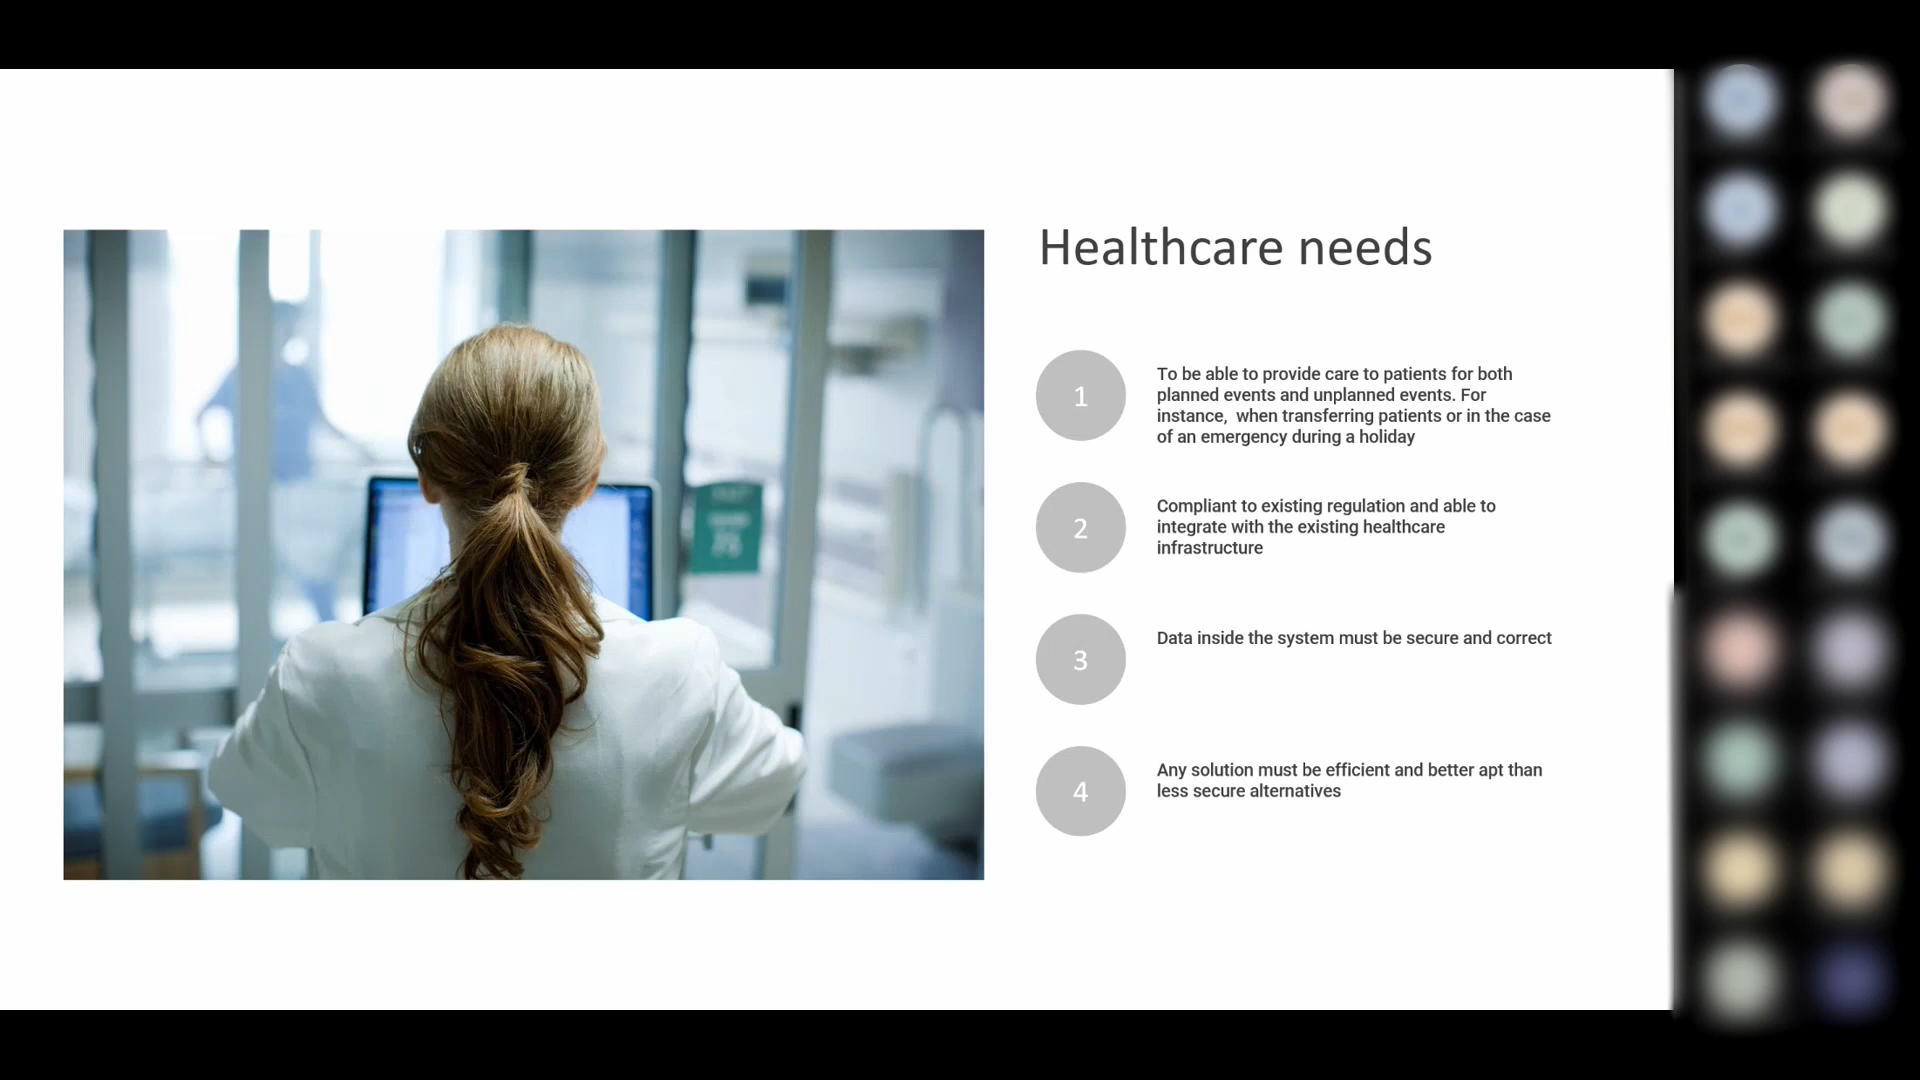 Healthcare needs
1
To be able to provide care to patients for both
planned events and unplanned events. For
instance,  when transferring patients or in the case
of an emergency during a holiday
2
Compliant to existing regulation and able to
integrate with the existing healthcare
infrastructure
3
Data inside the system must be secure and correct
4
Any solution must be efficient and better apt than
less secure alternatives